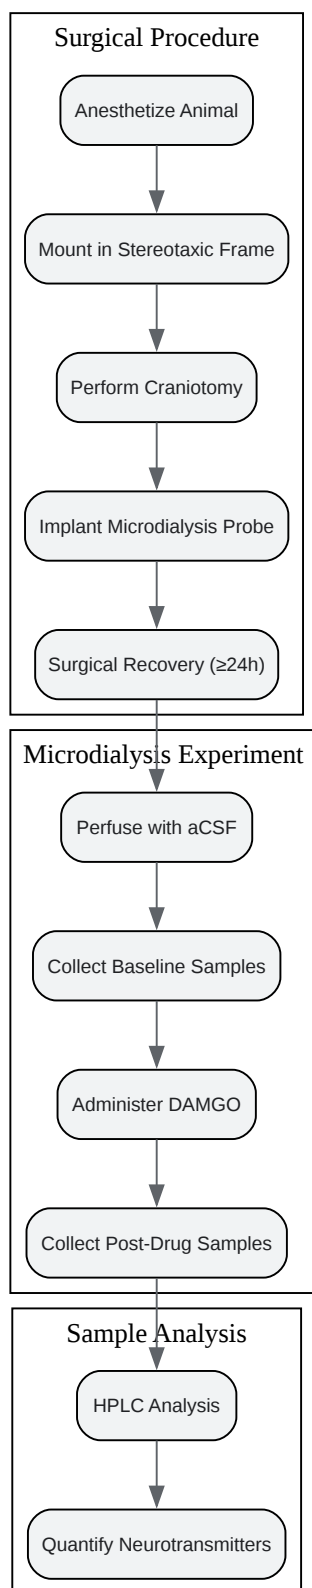 Surgical Procedure
Anesthetize Animal
Mount in Stereotaxic Frame
Perform Craniotomy
Implant Microdialysis Probe
Surgical Recovery (≥24h)
Microdialysis Experiment
Perfuse with aCSF
Collect Baseline Samples
Administer DAMGO
Collect Post-Drug Samples
Sample Analysis
HPLC Analysis
Quantify Neurotransmitters